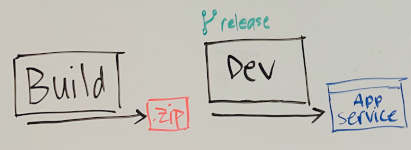 release
Build
Dev
.zip
App
Service